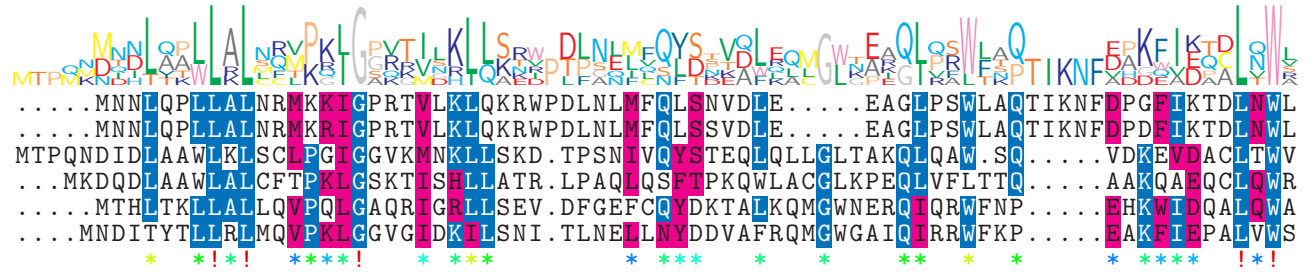 .....MNNLQPLLALNRMKKIGPRTVLKLQKRWPDLNLMFQLSNVDLE.....EAGLPSWLAQTIKNFDPGFIKTDLNWL
.....MNNLQPLLALNRMKRIGPRTVLKLQKRWPDLNLMFQLSSVDLE.....EAGLPSWLAQTIKNFDPDFIKTDLNWL
MTPQNDIDLAAWLKLSCLPGIGGVKMNKLLSKD.TPSNIVQYSTEQLQLLGLTAKQLQAW.SQ.....VDKEVDACLTWV
...MKDQDLAAWLALCFTPKLGSKTISHLLATR.LPAQLQSFTPKQWLACGLKPEQLVFLTTQ.....AAKQAEQCLQWR
.....MTHLTKLLALLQVPQLGAQRIGRLLSEV.DFGEFCQYDKTALKQMGWNERQIQRWFNP.....EHKWIDQALQWA
....MNDITYTLLRLMQVPKLGGVGIDKILSNI.TLNELLNYDDVAFRQMGWGAIQIRRWFKP.....EAKFIEPALVWS
* *!*! ****! ***** * *** * * ** * * * *** !*!